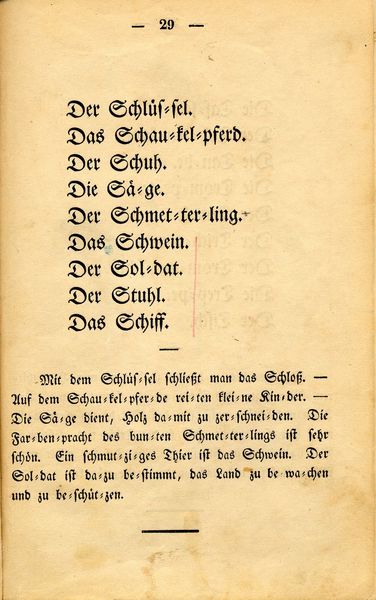 — 29 —
Der Schlüs⸗sel.
Das Schau⸗kel⸗pferd.
Der Schuh.
Die Sä⸗ge.
Der Schmet⸗ter⸗ling.
Das Schwein.
Der Sol⸗dat.
Der Stuhl.
Das Schiff.
Mit dem Schlüs⸗sel schließt man das Schloß. —
Auf dem Schau⸗kel⸗pfer⸗de rei⸗ten klei⸗ne Kin⸗der. —
Die Sä⸗ge dient, Holz da⸗mit zu zer⸗schnei⸗den. Die
Far⸗ben⸗pracht des bun⸗ten Schmet⸗ter⸗lings ist sehr
schön. Ein schmut⸗zi⸗ges Thier ist das Schwein. Der
Sol⸗dat ist da⸗zu be⸗stimmt, das Land zu be⸗wa⸗chen
und zu be⸗schüt⸗zen.